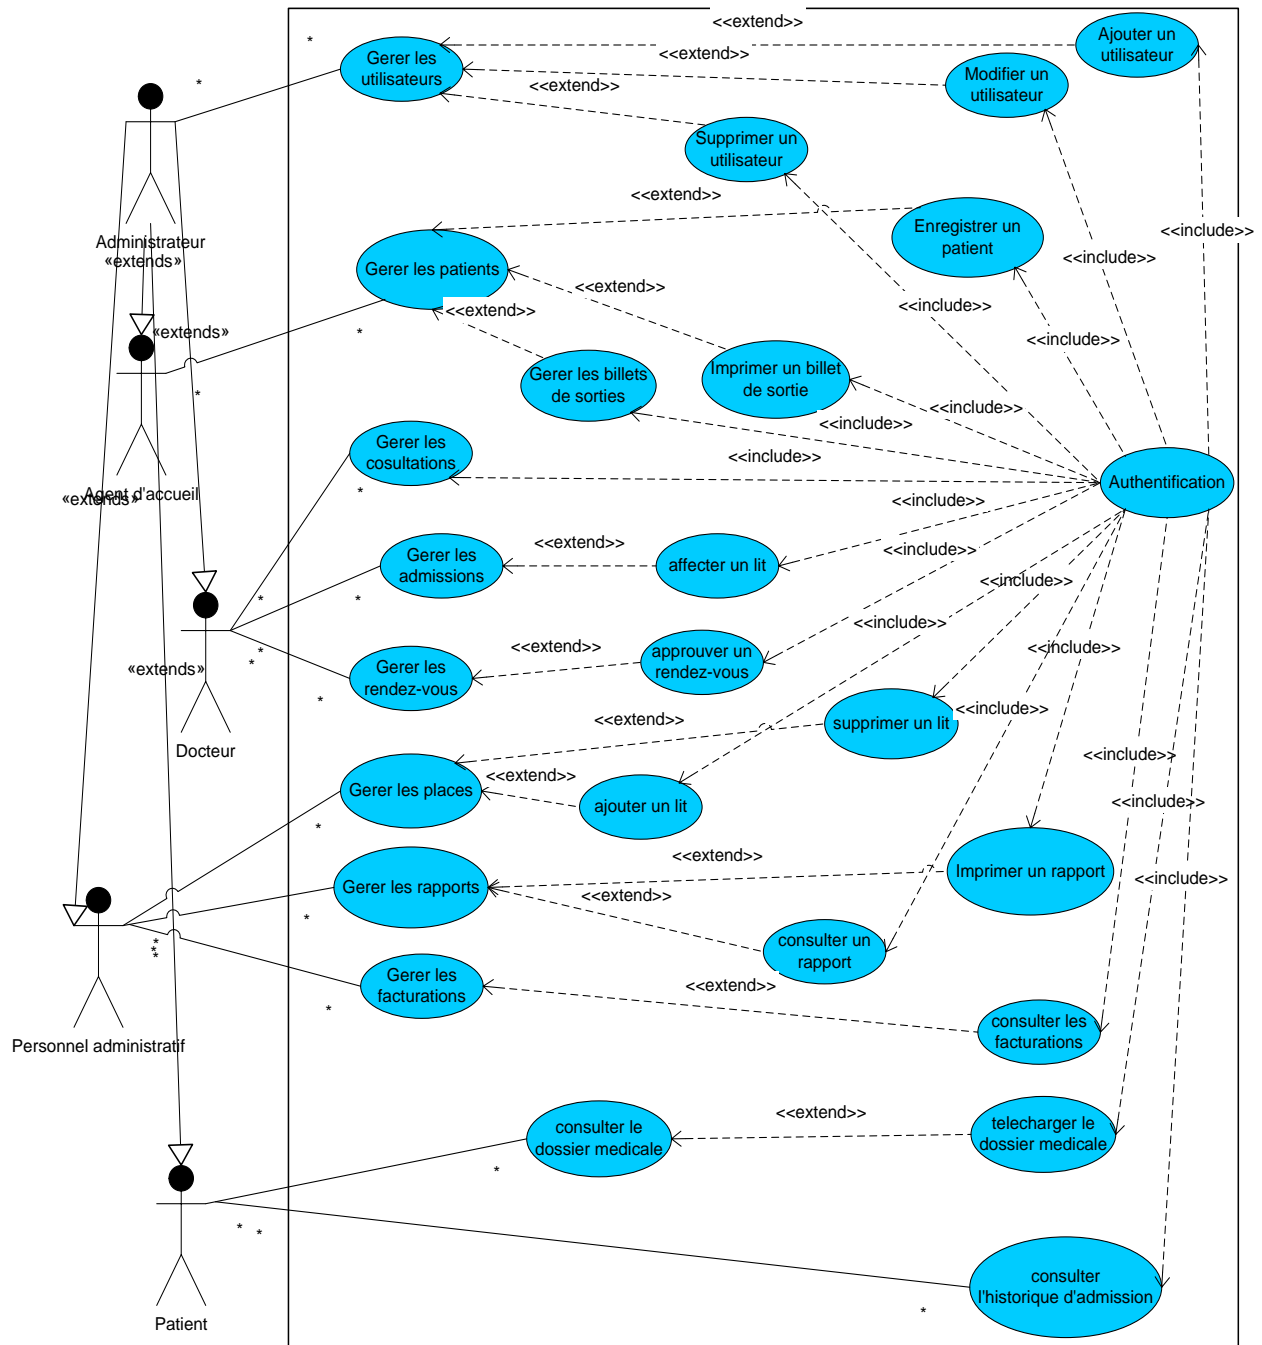 <<extend>>
*
Gerer les
utilisateurs
<<extend>>
Ajouter un
utilisateur
*
<<extend>>
Modifier un
utilisateur
Supprimer un
utilisateur
<<extend>>
Enregistrer un
patient
<<include>>
Administrateur
«extends»
Gerer les patients
<<include>>
<<extend>>
<<extend>>
<<include>>
«extends»
*
<<include>>
Gerer les billets
de sorties
Imprimer un billet
de sortie
*
<<include>>
<<include>>
Gerer les
cosultations
<<include>>
Authentification
Agent d'accueil
«extends»
*
<<include>>
<<extend>>
Gerer les
admissions
affecter un lit
<<include>>
<<include>>
*
*
<<include>>
*
*
<<extend>>
approuver un
rendez-vous
<<include>>
«extends»
Gerer les
rendez-vous
*
<<include>>
supprimer un lit
<<extend>>
Docteur
<<include>>
<<extend>>
Gerer les places
ajouter un lit
<<include>>
*
<<extend>>
Gerer les rapports
<<extend>>
Imprimer un rapport
<<include>>
*
*
*
*
consulter un
rapport
Gerer les
facturations
<<extend>>
*
consulter les
facturations
Personnel administratif
<<extend>>
consulter le
dossier medicale
telecharger le
dossier medicale
*
*
*
consulter
l'historique d'admission
*
Patient